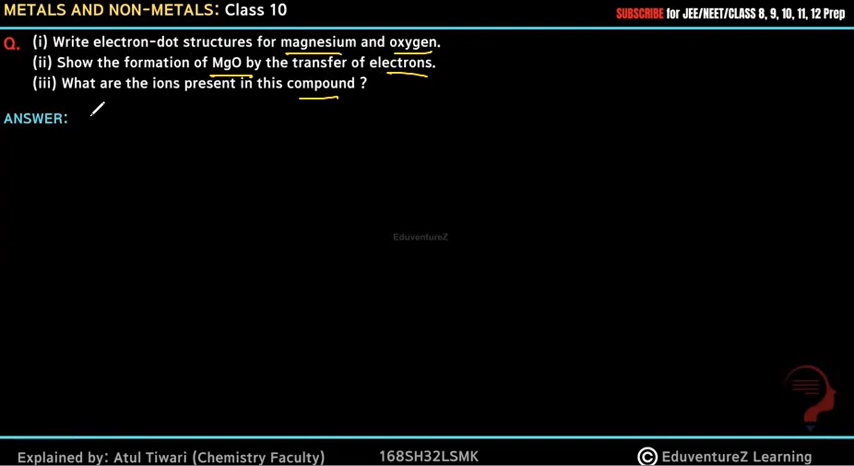 METALS AND NON-METALS: Class 10
SUBSCRIBE for JEE/NEET/CLASS 8, 9, 10, 11, 12 Prep
Q. (i) Write electron-dot structures for magnesium and oxygen.
(ii) Show the formation of MgO by the transfer of electrons.
(iii) What are the ions present in this compound ?
ANSWER:
EduventureZ
Explained by: Atul Tiwari (Chemistry Faculty)
168SH32LSMK
© EduventureZ Learning